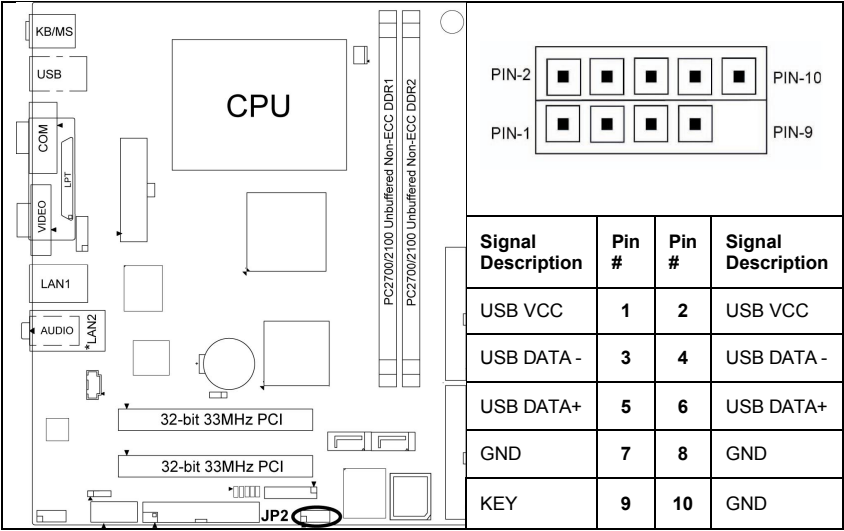 KB/MS
USB
COM
LPT
VIDEO
LAN1
AUDIO
*LAN2
CPU
PC2700/2100 Unbuffered Non-ECC DDR1
PC2700/2100 Unbuffered Non-ECC DDR2
32-bit 33MHz PCI
32-bit 33MHz PCI
JP2
PIN-2 PIN-10
PIN-1 PIN-9
Signal Description Pin # Pin # Signal Description
USB VCC 1 2 USB VCC
USB DATA - 3 4 USB DATA -
USB DATA+ 5 6 USB DATA+
GND 7 8 GND
KEY 9 10 GND